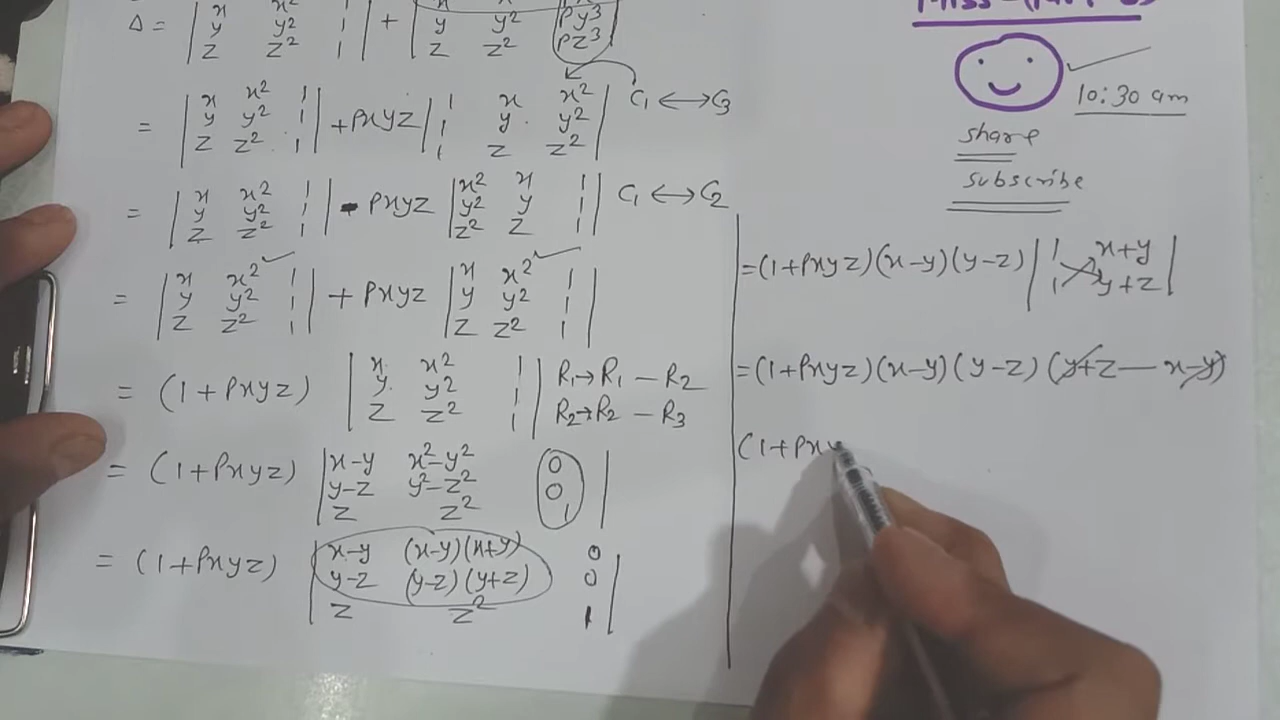 Δ = | x x² 1 | + | x x² |
| y y² 1 | | y y² py³ |
| z z² 1 | | z z² pz³ |
= | x x² 1 | + pxyz | 1 x x² | C₁ ↔ C₃
| y y² 1 | | 1 y y² |
| z z² 1 | | 1 z z² |
= | x x² 1 | - pxyz | x² x 1 | C₁ ↔ C₂
| y y² 1 | | y² y 1 |
| z z² 1 | | z² z 1 |
= | x x² 1 | + pxyz | x x² 1 |
| y y² 1 | | y y² 1 |
| z z² 1 | | z z² 1 |
= (1+pxyz) | x x² 1 | R₁→R₁ - R₂
| y y² 1 | R₂→R₂ - R₃
| z z² 1 |
= (1+pxyz) | x-y x²-y² 0 |
| y-z y²-z² 0 |
| z z² 1 |
= (1+pxyz) | x-y (x-y)(x+y) 0 |
| y-z (y-z)(y+z) 0 |
| z z² 1 |
10:30 am
share
subscribe
=(1+pxyz)(x-y)(y-z) | 1 x+y |
| 1 y+z |
=(1+pxyz)(x-y)(y-z)(y+z-x-y)
(1+pxy